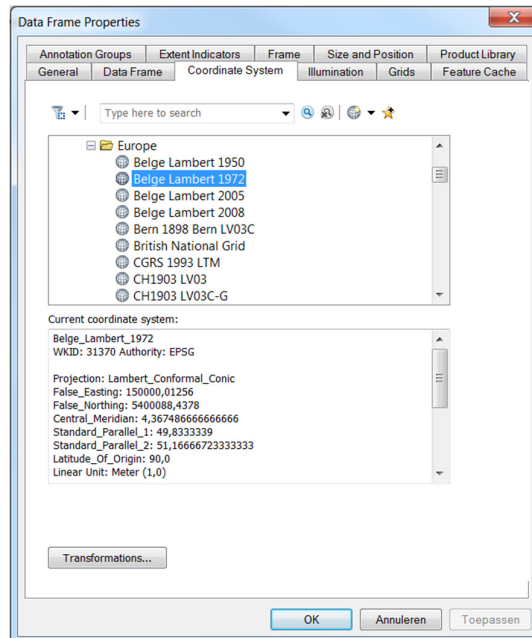 Data Frame Properties
Annotation Groups Extent Indicators Frame Size and Position Product Library
General Data Frame Coordinate System Illumination Grids Feature Cache
Type here to search
Europe
Belge Lambert 1950
Belge Lambert 1972
Belge Lambert 2005
Belge Lambert 2008
Bern 1898 Bern LV03C
British National Grid
CGRS 1993 LTM
CH1903 LV03
CH1903 LV03C-G
Current coordinate system:
Belge_Lambert_1972
WKID: 31370 Authority: EPSG
Projection: Lambert_Conformal_Conic
False_Easting: 150000,01256
False_Northing: 5400088,4378
Central_Meridian: 4,367486666666666
Standard_Parallel_1: 49,8333339
Standard_Parallel_2: 51,16666723333333
Latitude_Of_Origin: 90,0
Linear Unit: Meter (1,0)
Transformations...
OK Annuleren Toepassen